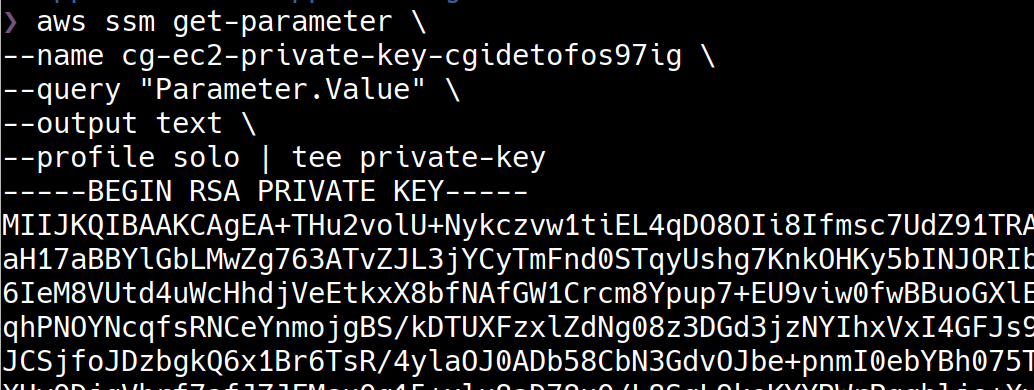 ❯ aws ssm get-parameter \
--name cg-ec2-private-key-cgidetofos97ig \
--query "Parameter.Value" \
--output text \
--profile solo | tee private-key
-----BEGIN RSA PRIVATE KEY-----
MIIJKQIBAAKCAgEA+THu2volU+Nykczvw1tiEL4qDO8OIi8Ifmsc7UdZ91TRA
aH17aBBYlGbLMwZg763ATvZJL3jYCyTmFnd0STqyUshg7KnkOHKy5bINJORIb
6IeM8VUtd4uWcHhdjVeEtkxX8bfNAfGW1Crcm8Ypup7+EU9viw0fwBBuoGXlE
qhPNOYNcqfsRNCeYnmojgBS/kDTUXFzxlZdNg08z3DGd3jzNYIhxVxI4GFJs9
JCSjfoJDzbgkQ6x1Br6TsR/4ylaOJ0ADb58CbN3GdvOJbe+pnmI0ebYBh075T